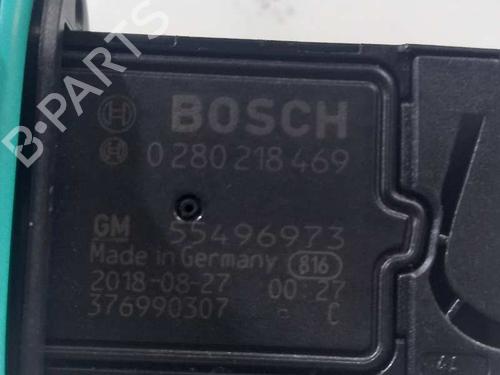 BOSCH
0 280 218 469
GM 55496973
Made in Germany 816
2018-08-27 00:27
376990307 - C
B-PARTS